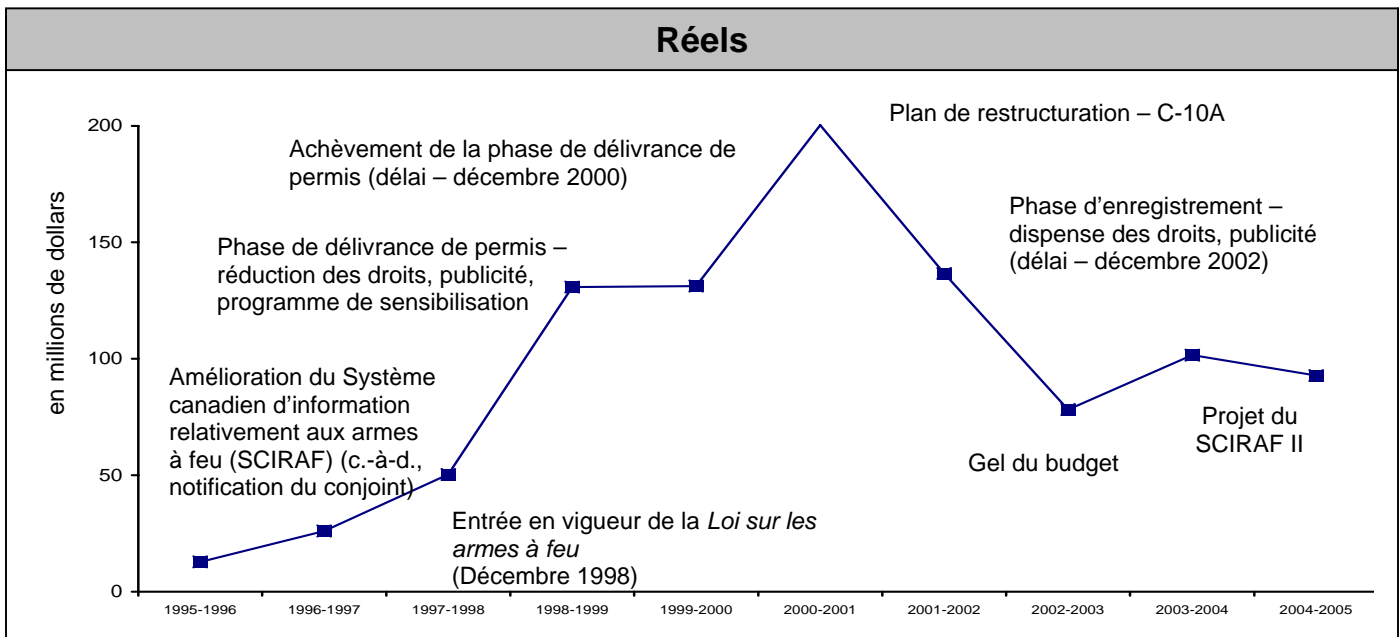 Réels
en millions de dollars
200
150
100
50
0
Plan de restructuration – C-10A
Achèvement de la phase de délivrance de
permis (délai – décembre 2000)
Phase d'enregistrement –
dispense des droits, publicité
(délai – décembre 2002)
Phase de délivrance de permis –
réduction des droits, publicité,
programme de sensibilisation
Amélioration du Système
canadien d'information
relativement aux armes
à feu (SCIRAF) (c.-à-d.,
notification du conjoint)
Projet du
SCIRAF II
Gel du budget
Entrée en vigueur de la Loi sur les
armes à feu
(Décembre 1998)
1995-1996 1996-1997 1997-1998 1998-1999 1999-2000 2000-2001 2001-2002 2002-2003 2003-2004 2004-2005